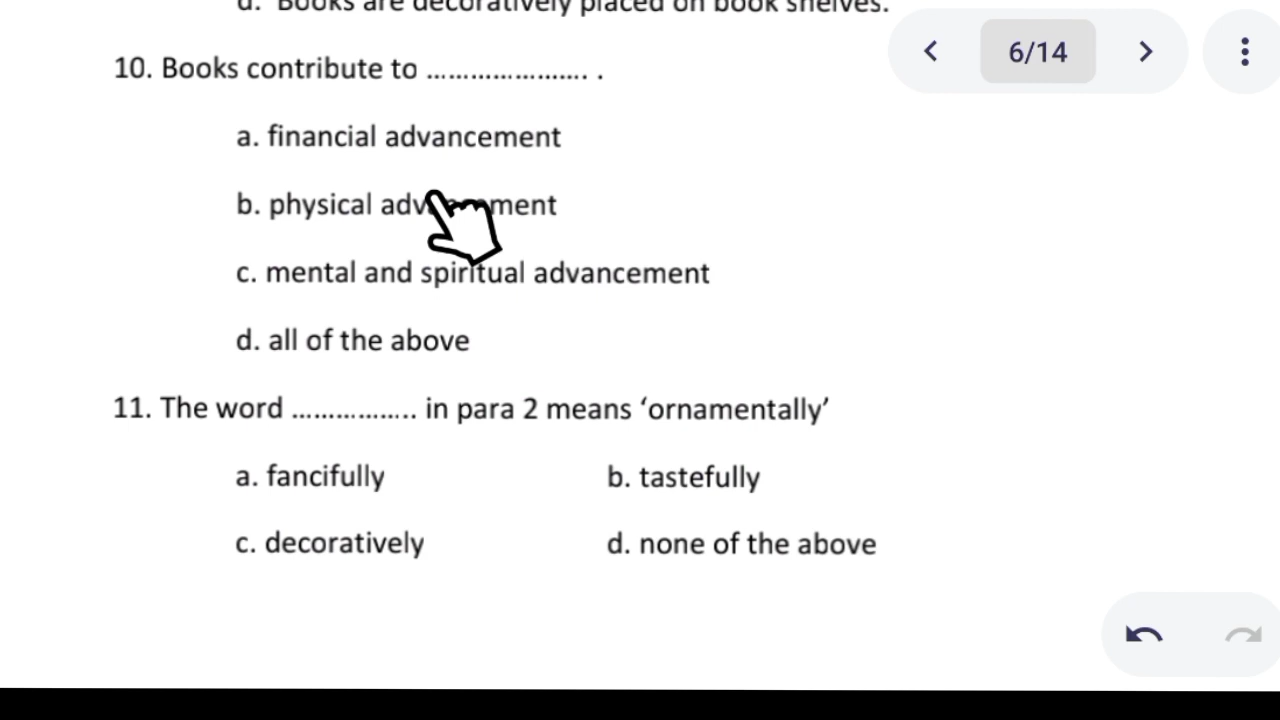 d. Books are decoratively placed on book shelves.
6/14
10. Books contribute to ...................... .
a. financial advancement
b. physical advancement
c. mental and spiritual advancement
d. all of the above
11. The word ................. in para 2 means ‘ornamentally’
a. fancifully b. tastefully
c. decoratively d. none of the above